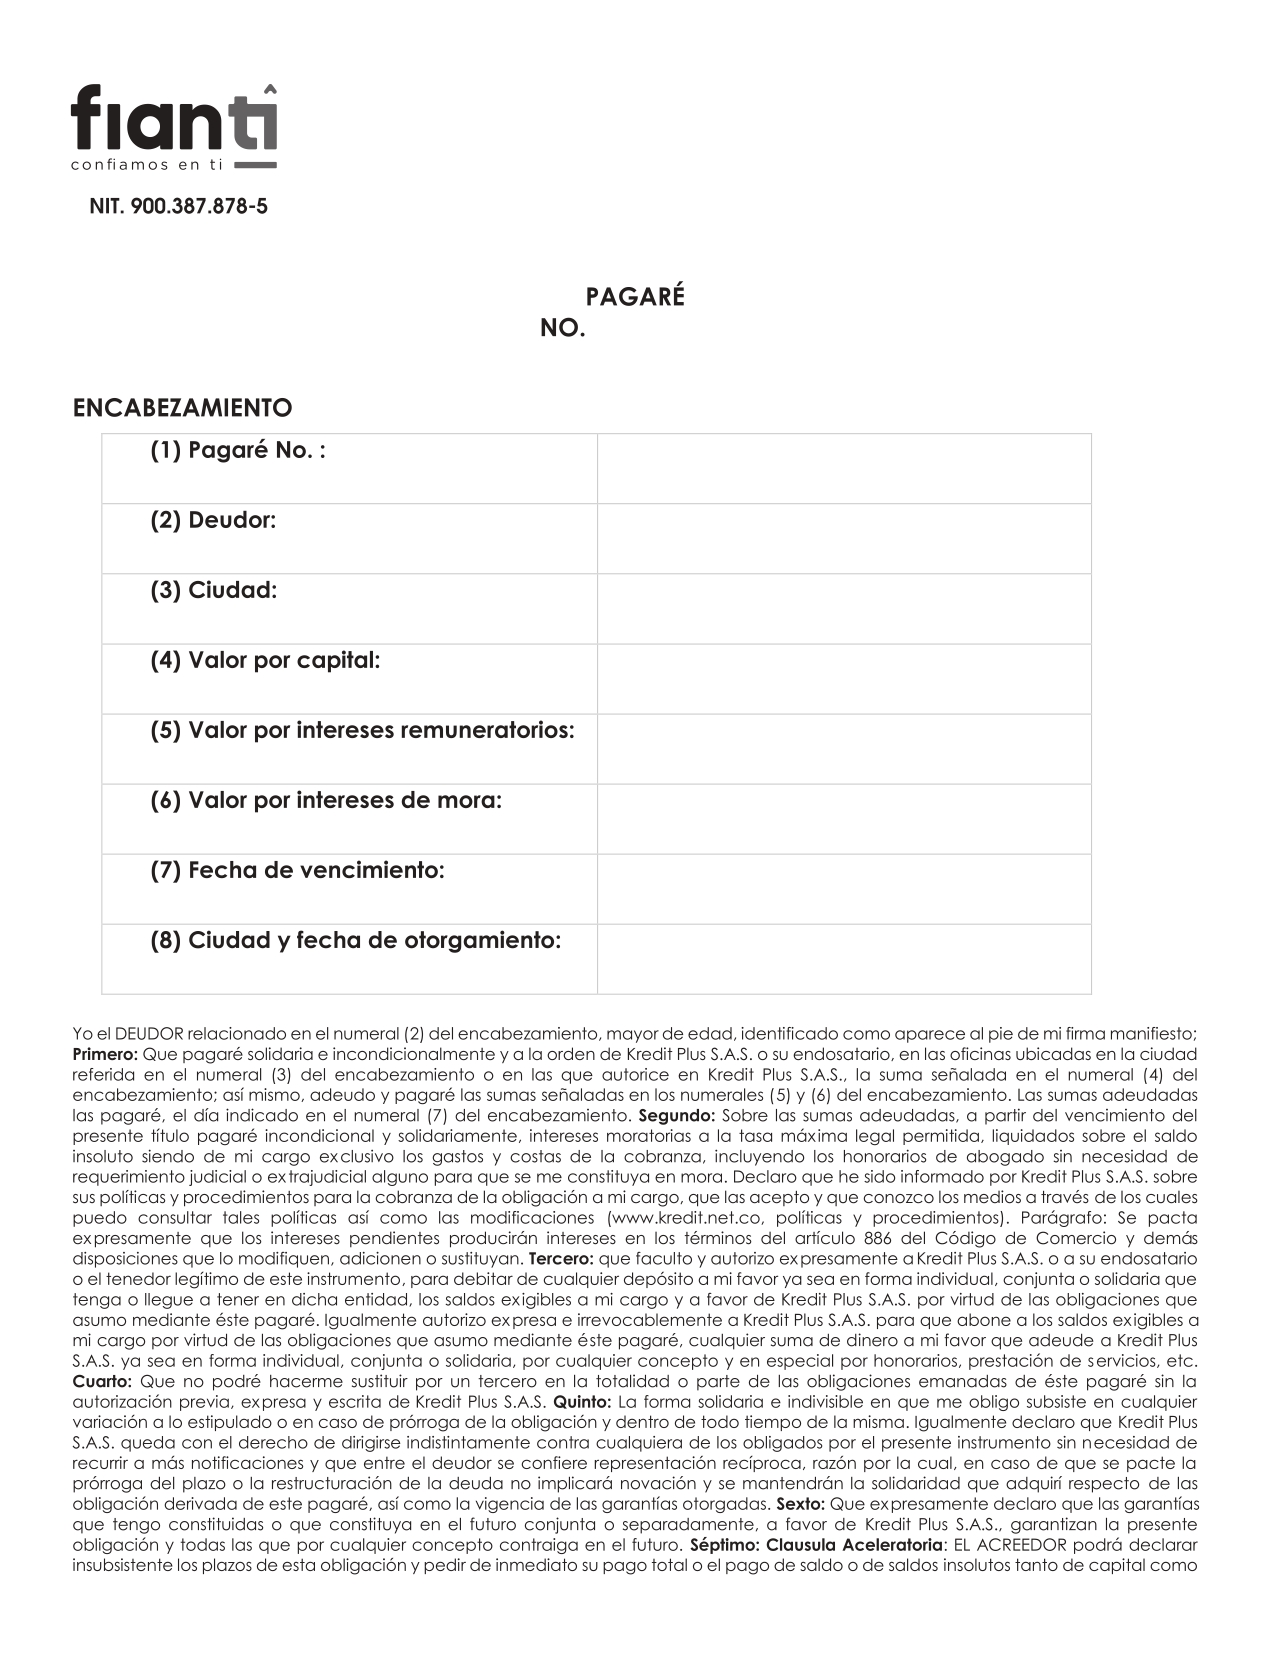 fianti
confiamos en ti
NIT. 900.387.878-5
PAGARÉ
NO.
ENCABEZAMIENTO
(1) Pagaré No. :
(2) Deudor:
(3) Ciudad:
(4) Valor por capital:
(5) Valor por intereses remuneratorios:
(6) Valor por intereses de mora:
(7) Fecha de vencimiento:
(8) Ciudad y fecha de otorgamiento:
Yo el DEUDOR relacionado en el numeral (2) del encabezamiento, mayor de edad, identificado como aparece al pie de mi firma manifiesto;
Primero: Que pagaré solidaria e incondicionalmente y a la orden de Kredit Plus S.A.S. o su endosatario, en las oficinas ubicadas en la ciudad
referida en el numeral (3) del encabezamiento o en las que autorice en Kredit Plus S.A.S., la suma señalada en el numeral (4) del
encabezamiento; así mismo, adeudo y pagaré las sumas señaladas en los numerales (5) y (6) del encabezamiento. Las sumas adeudadas
las pagaré, el día indicado en el numeral (7) del encabezamiento. Segundo: Sobre las sumas adeudadas, a partir del vencimiento del
presente título pagaré incondicional y solidariamente, intereses moratorias a la tasa máxima legal permitida, liquidados sobre el saldo
insoluto siendo de mi cargo exclusivo los gastos y costas de la cobranza, incluyendo los honorarios de abogado sin necesidad de
requerimiento judicial o extrajudicial alguno para que se me constituya en mora. Declaro que he sido informado por Kredit Plus S.A.S. sobre
sus políticas y procedimientos para la cobranza de la obligación a mi cargo, que las acepto y que conozco los medios a través de los cuales
puedo consultar tales políticas así como las modificaciones (www.kredit.net.co, políticas y procedimientos). Parágrafo: Se pacta
expresamente que los intereses pendientes producirán intereses en los términos del artículo 886 del Código de Comercio y demás
disposiciones que lo modifiquen, adicionen o sustituyan. Tercero: que faculto y autorizo expresamente a Kredit Plus S.A.S. o a su endosatario
o el tenedor legítimo de este instrumento, para debitar de cualquier depósito a mi favor ya sea en forma individual, conjunta o solidaria que
tenga o llegue a tener en dicha entidad, los saldos exigibles a mi cargo y a favor de Kredit Plus S.A.S. por virtud de las obligaciones que
asumo mediante éste pagaré. Igualmente autorizo expresa e irrevocablemente a Kredit Plus S.A.S. para que abone a los saldos exigibles a
mi cargo por virtud de las obligaciones que asumo mediante éste pagaré, cualquier suma de dinero a mi favor que adeude a Kredit Plus
S.A.S. ya sea en forma individual, conjunta o solidaria, por cualquier concepto y en especial por honorarios, prestación de servicios, etc.
Cuarto: Que no podré hacerme sustituir por un tercero en la totalidad o parte de las obligaciones emanadas de éste pagaré sin la
autorización previa, expresa y escrita de Kredit Plus S.A.S. Quinto: La forma solidaria e indivisible en que me obligo subsiste en cualquier
variación a lo estipulado o en caso de prórroga de la obligación y dentro de todo tiempo de la misma. Igualmente declaro que Kredit Plus
S.A.S. queda con el derecho de dirigirse indistintamente contra cualquiera de los obligados por el presente instrumento sin necesidad de
recurrir a más notificaciones y que entre el deudor se confiere representación recíproca, razón por la cual, en caso de que se pacte la
prórroga del plazo o la restructuración de la deuda no implicará novación y se mantendrán la solidaridad que adquirí respecto de las
obligación derivada de este pagaré, así como la vigencia de las garantías otorgadas. Sexto: Que expresamente declaro que las garantías
que tengo constituidas o que constituya en el futuro conjunta o separadamente, a favor de Kredit Plus S.A.S., garantizan la presente
obligación y todas las que por cualquier concepto contraiga en el futuro. Séptimo: Clausula Aceleratoria: EL ACREEDOR podrá declarar
insubsistente los plazos de esta obligación y pedir de inmediato su pago total o el pago de saldo o de saldos insolutos tanto de capital como